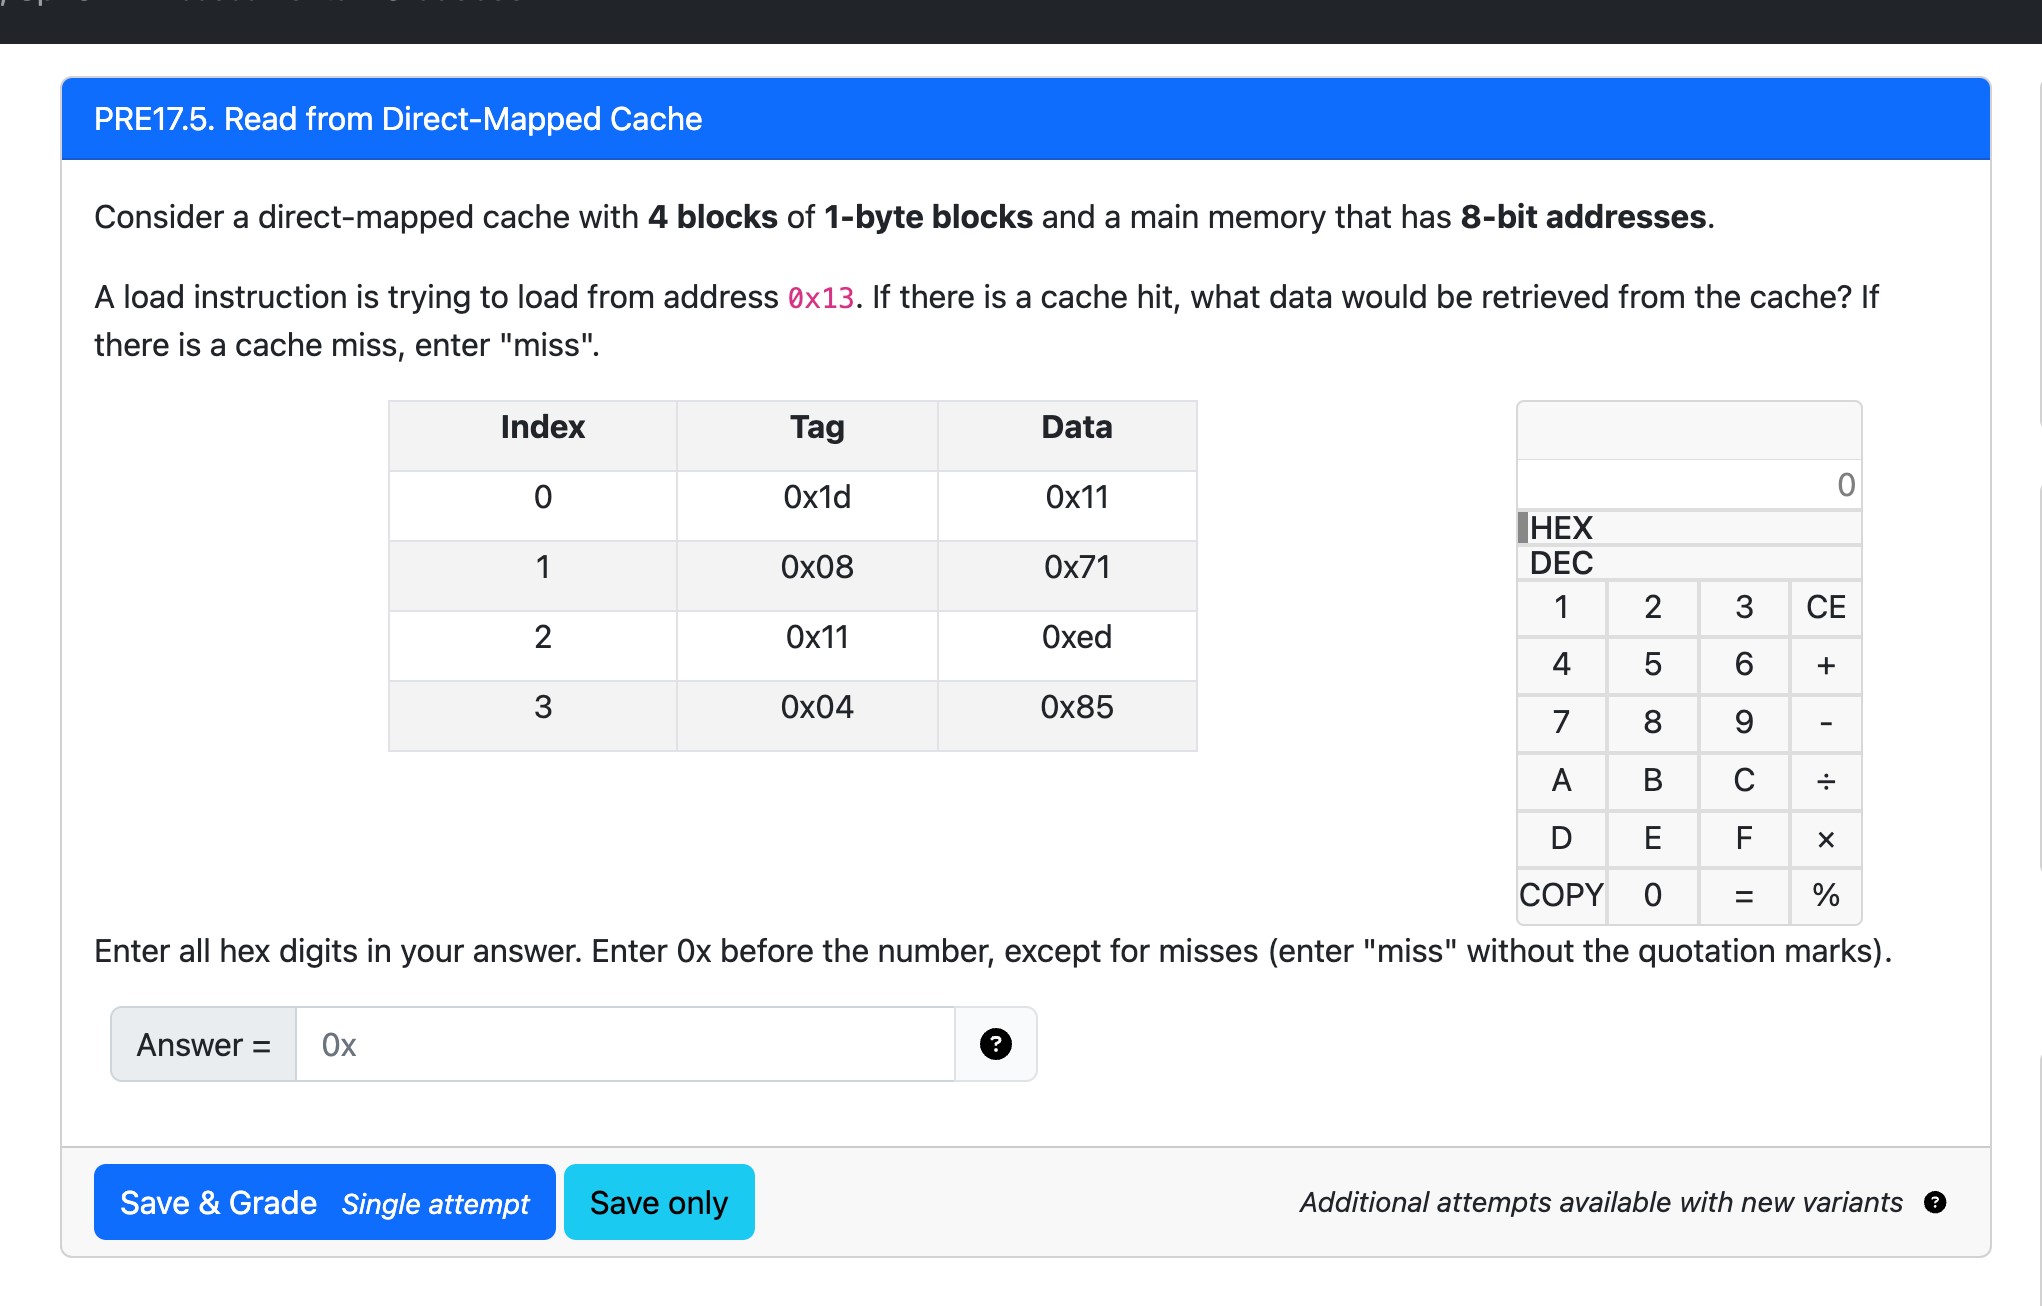 PRE17.5. Read from Direct-Mapped Cache
Consider a direct-mapped cache with 4 blocks of 1-byte blocks and a main memory that has 8-bit addresses.
A load instruction is trying to load from address 0x13. If there is a cache hit, what data would be retrieved from the cache? If
there is a cache miss, enter "miss".
Index Tag Data
0 0x1d 0x11
1 0x08 0x71
2 0x11 0xed
3 0x04 0x85
0
HEX
DEC
1 2 3 CE
4 5 6 +
7 8 9 -
A B C ÷
D E F ×
COPY 0 = %
Enter all hex digits in your answer. Enter 0x before the number, except for misses (enter "miss" without the quotation marks).
Answer = 0x ?
Save & Grade Single attempt Save only Additional attempts available with new variants ?